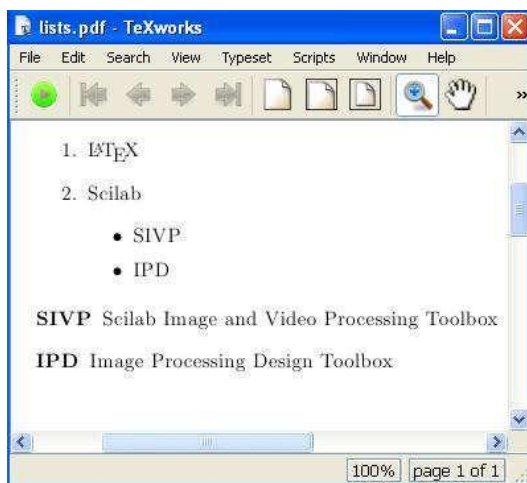 lists.pdf - TeXworks
File Edit Search View Typeset Scripts Window Help
»
1. LATEX
2. Scilab
• SIVP
• IPD
SIVP Scilab Image and Video Processing Toolbox
IPD Image Processing Design Toolbox
100% page 1 of 1